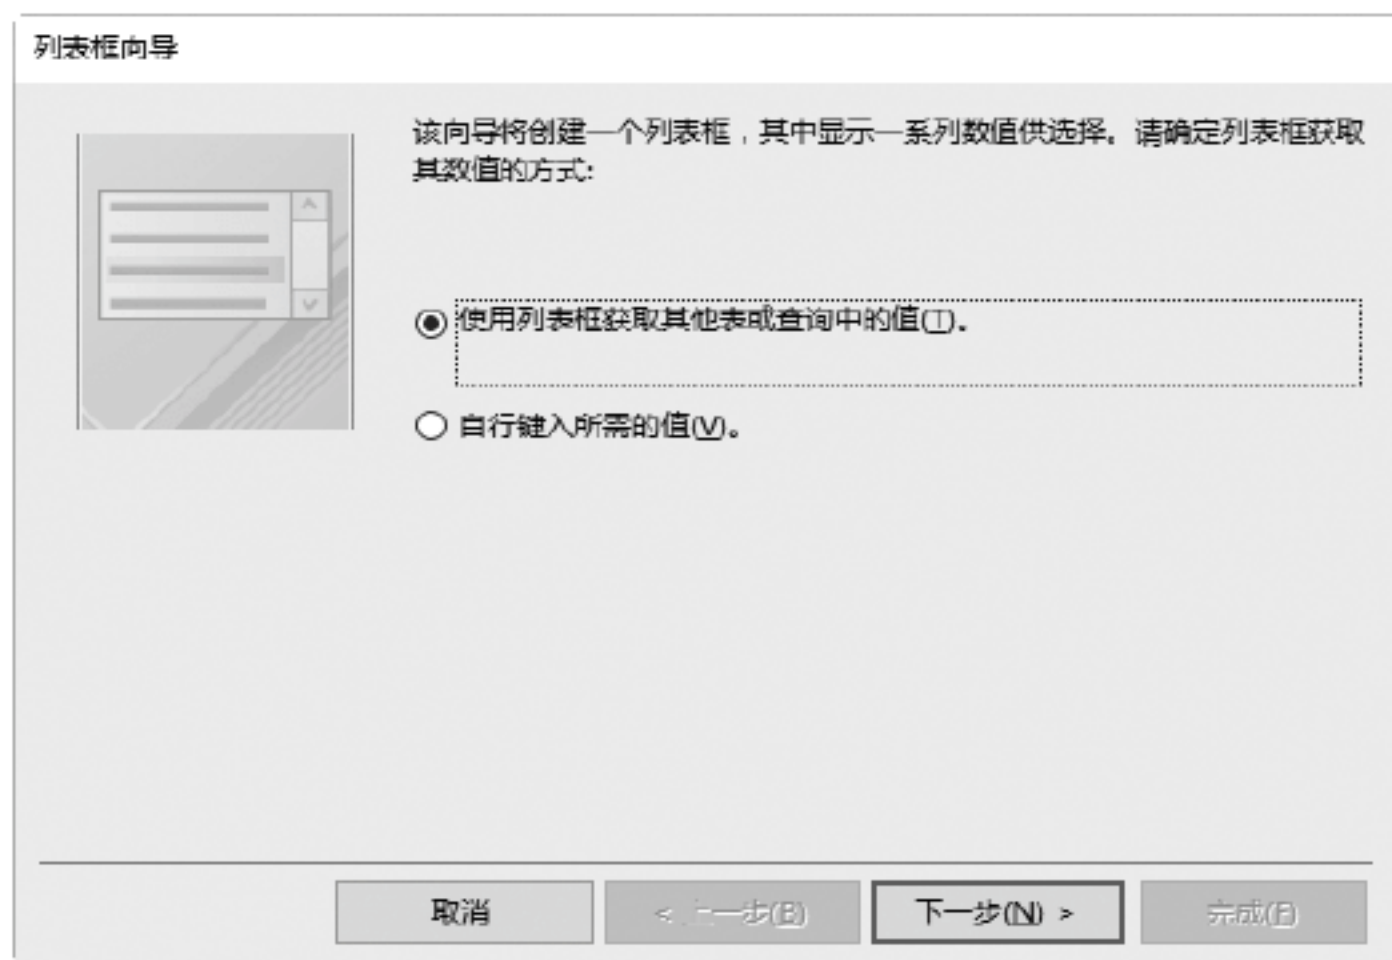 列表框向导
该向导将创建一个列表框，其中显示一系列数值供选择。请确定列表框获取
其数值的方式:
使用列表框获取其他表或查询中的值(T)。
自行键入所需的值(V)。
取消
< 上一步(B)
下一步(N) >
完成(F)